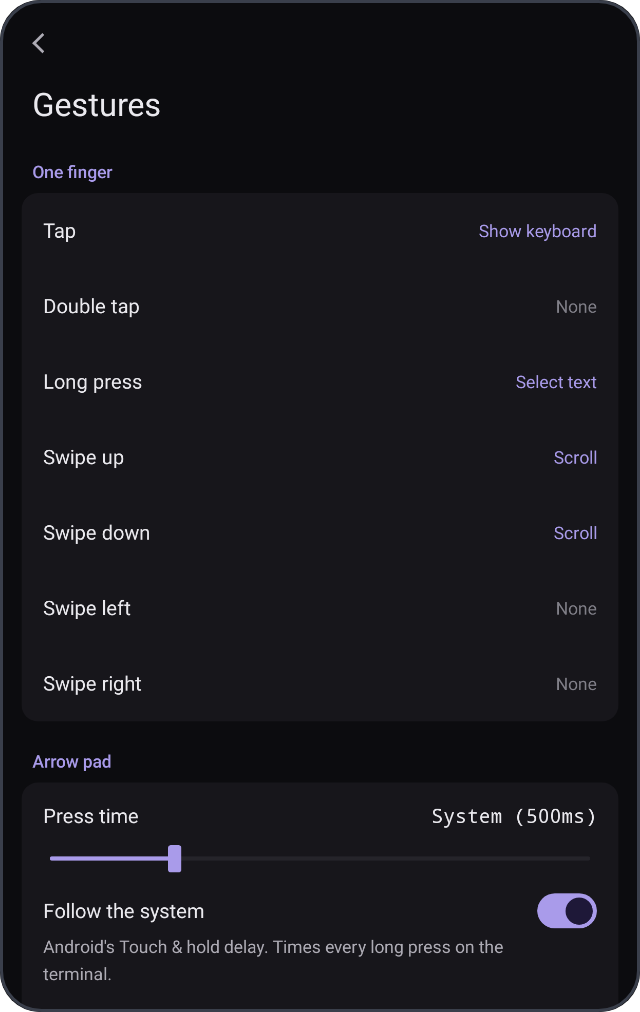 Gestures
One finger
Tap
Show keyboard
Double tap
None
Long press
Select text
Swipe up
Scroll
Swipe down
Scroll
Swipe left
None
Swipe right
None
Arrow pad
Press time
System (500ms)
Follow the system
Android's Touch & hold delay. Times every long press on the
terminal.